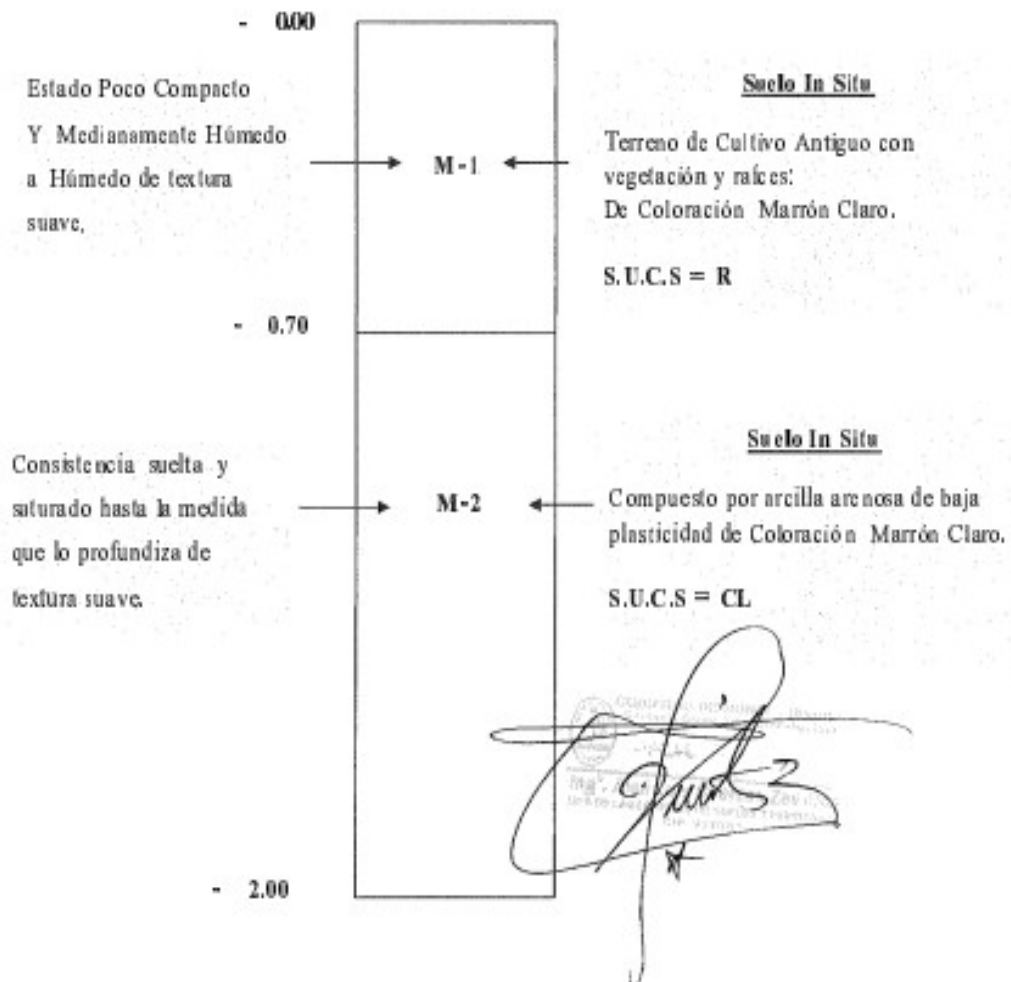 - 0.00
Estado Poco Compacto
Y Medianamente Húmedo
a Húmedo de textura
suave,
M-1
Suelo In Situ
Terreno de Cultivo Antiguo con
vegetación y raíces:
De Coloración Marrón Claro.
S.U.C.S = R
- 0.70
Consistencia suelta y
saturado hasta la medida
que lo profundiza de
textura suave.
M-2
Suelo In Situ
Compuesto por arcilla arenosa de baja
plasticidad de Coloración Marrón Claro.
S.U.C.S = CL
- 2.00